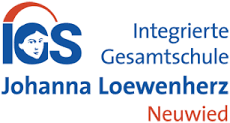 IGS Integrierte
Gesamtschule
Johanna Loewenherz
Neuwied